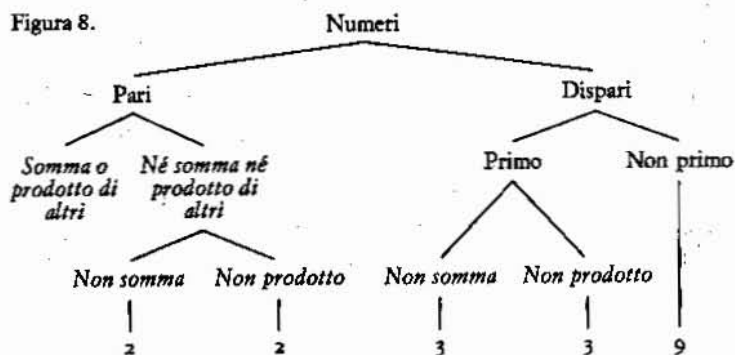 Figura 8.
Numeri
Pari
Dispari
Somma o
prodotto di
altri
Né somma né
prodotto di
altri
Primo
Non primo
Non somma
Non prodotto
Non somma
Non prodotto
2
2
3
3
9